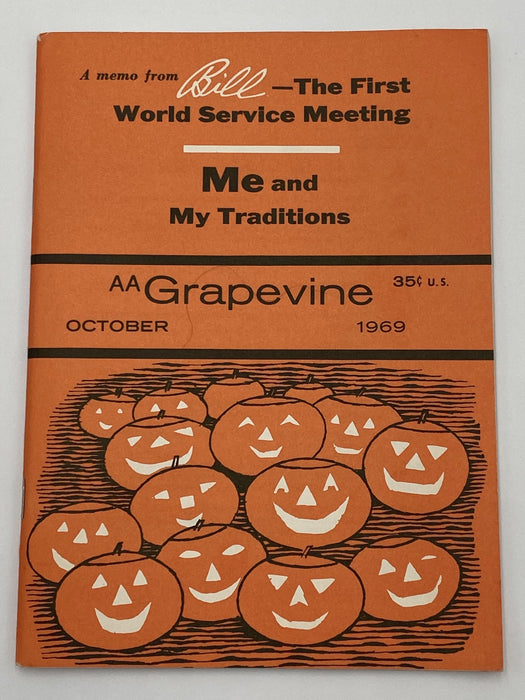 A memo from Bill—The First
World Service Meeting
Me and
My Traditions
AA Grapevine 35¢ U.S.
OCTOBER 1969